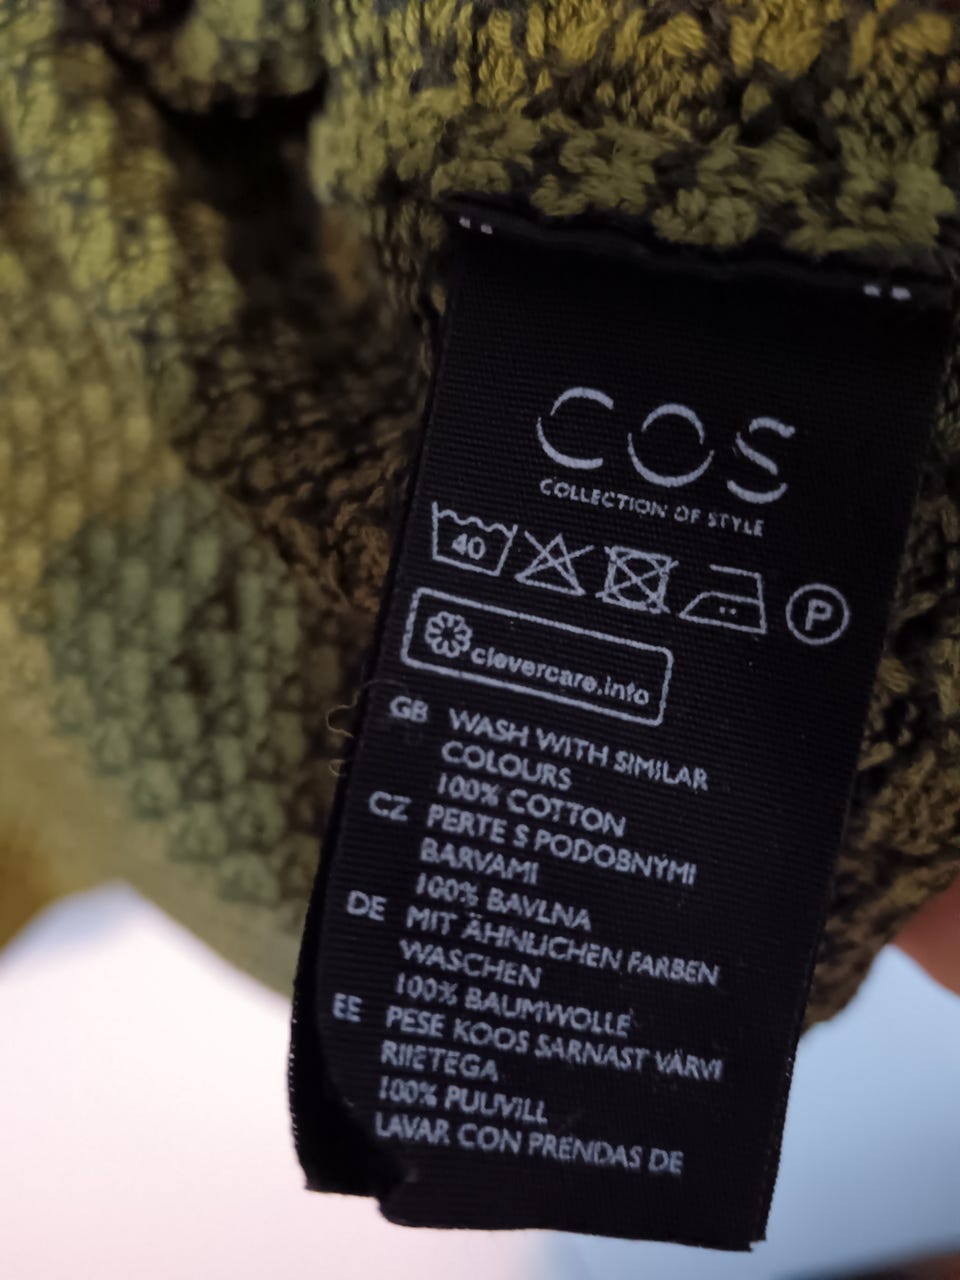 COS
COLLECTION OF STYLE
40
P
clevercare.info
GB WASH WITH SIMILAR
COLOURS
100% COTTON
CZ PERTE S PODOBNÝMI
BARVAMI
100% BAVLNA
DE MIT ÄHNLICHEN FARBEN
WASCHEN
100% BAUMWOLLE
EE PESE KOOS SARNAST VÄRVI
RIIETEGA
100% PUUVILL
LAVAR CON PRENDAS DE